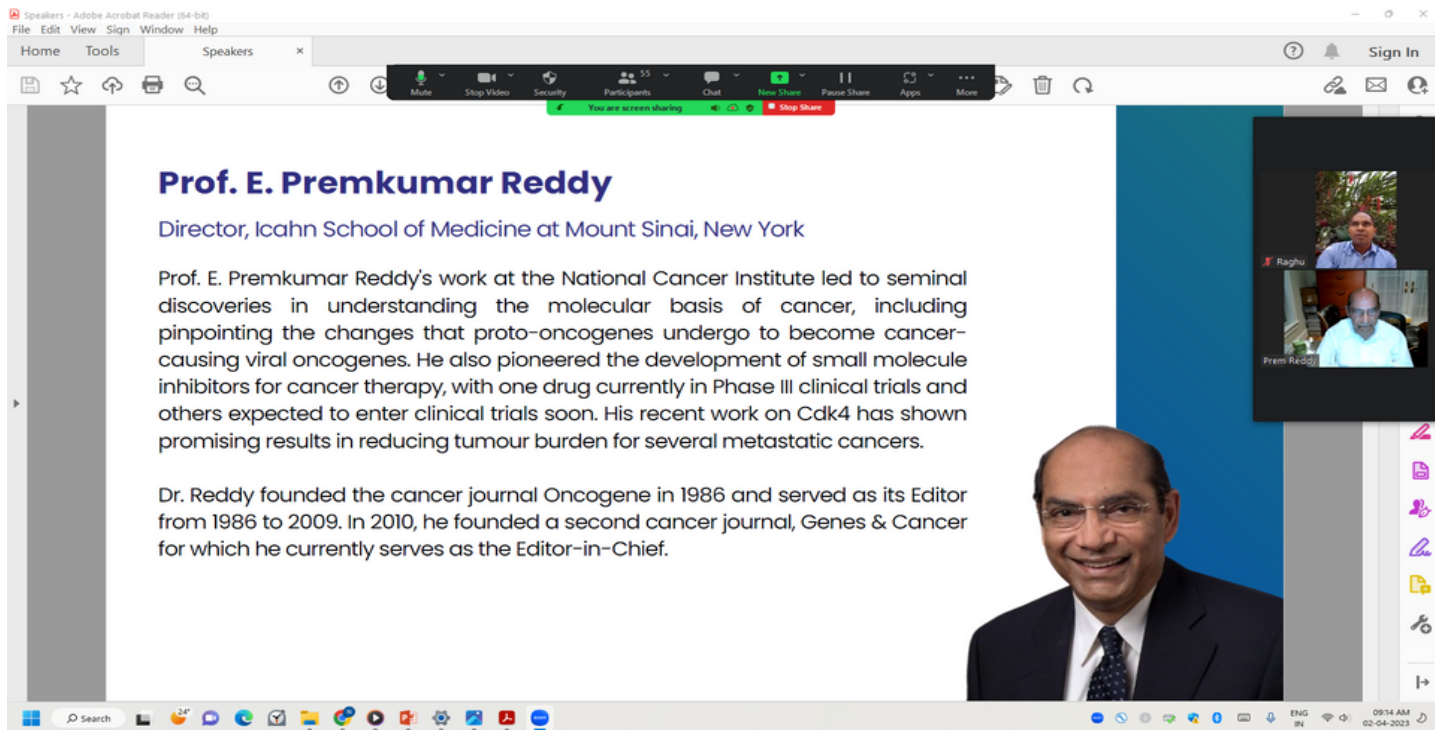 Speakers - Adobe Acrobat Reader (64-bit)
File Edit View Sign Window Help
Home Tools Speakers × Sign In
Mute Stop Video Security Participants 55 Chat New Share Pause Share Apps More
You are screen sharing Stop Share
Prof. E. Premkumar Reddy
Director, Icahn School of Medicine at Mount Sinai, New York
Prof. E. Premkumar Reddy's work at the National Cancer Institute led to seminal
discoveries in understanding the molecular basis of cancer, including
pinpointing the changes that proto-oncogenes undergo to become cancer-
causing viral oncogenes. He also pioneered the development of small molecule
inhibitors for cancer therapy, with one drug currently in Phase III clinical trials and
others expected to enter clinical trials soon. His recent work on Cdk4 has shown
promising results in reducing tumour burden for several metastatic cancers.
Dr. Reddy founded the cancer journal Oncogene in 1986 and served as its Editor
from 1986 to 2009. In 2010, he founded a second cancer journal, Genes & Cancer
for which he currently serves as the Editor-in-Chief.
Raghu
Prem Reddy
Search 24° ENG 09:14 AM
IN 02-04-2023